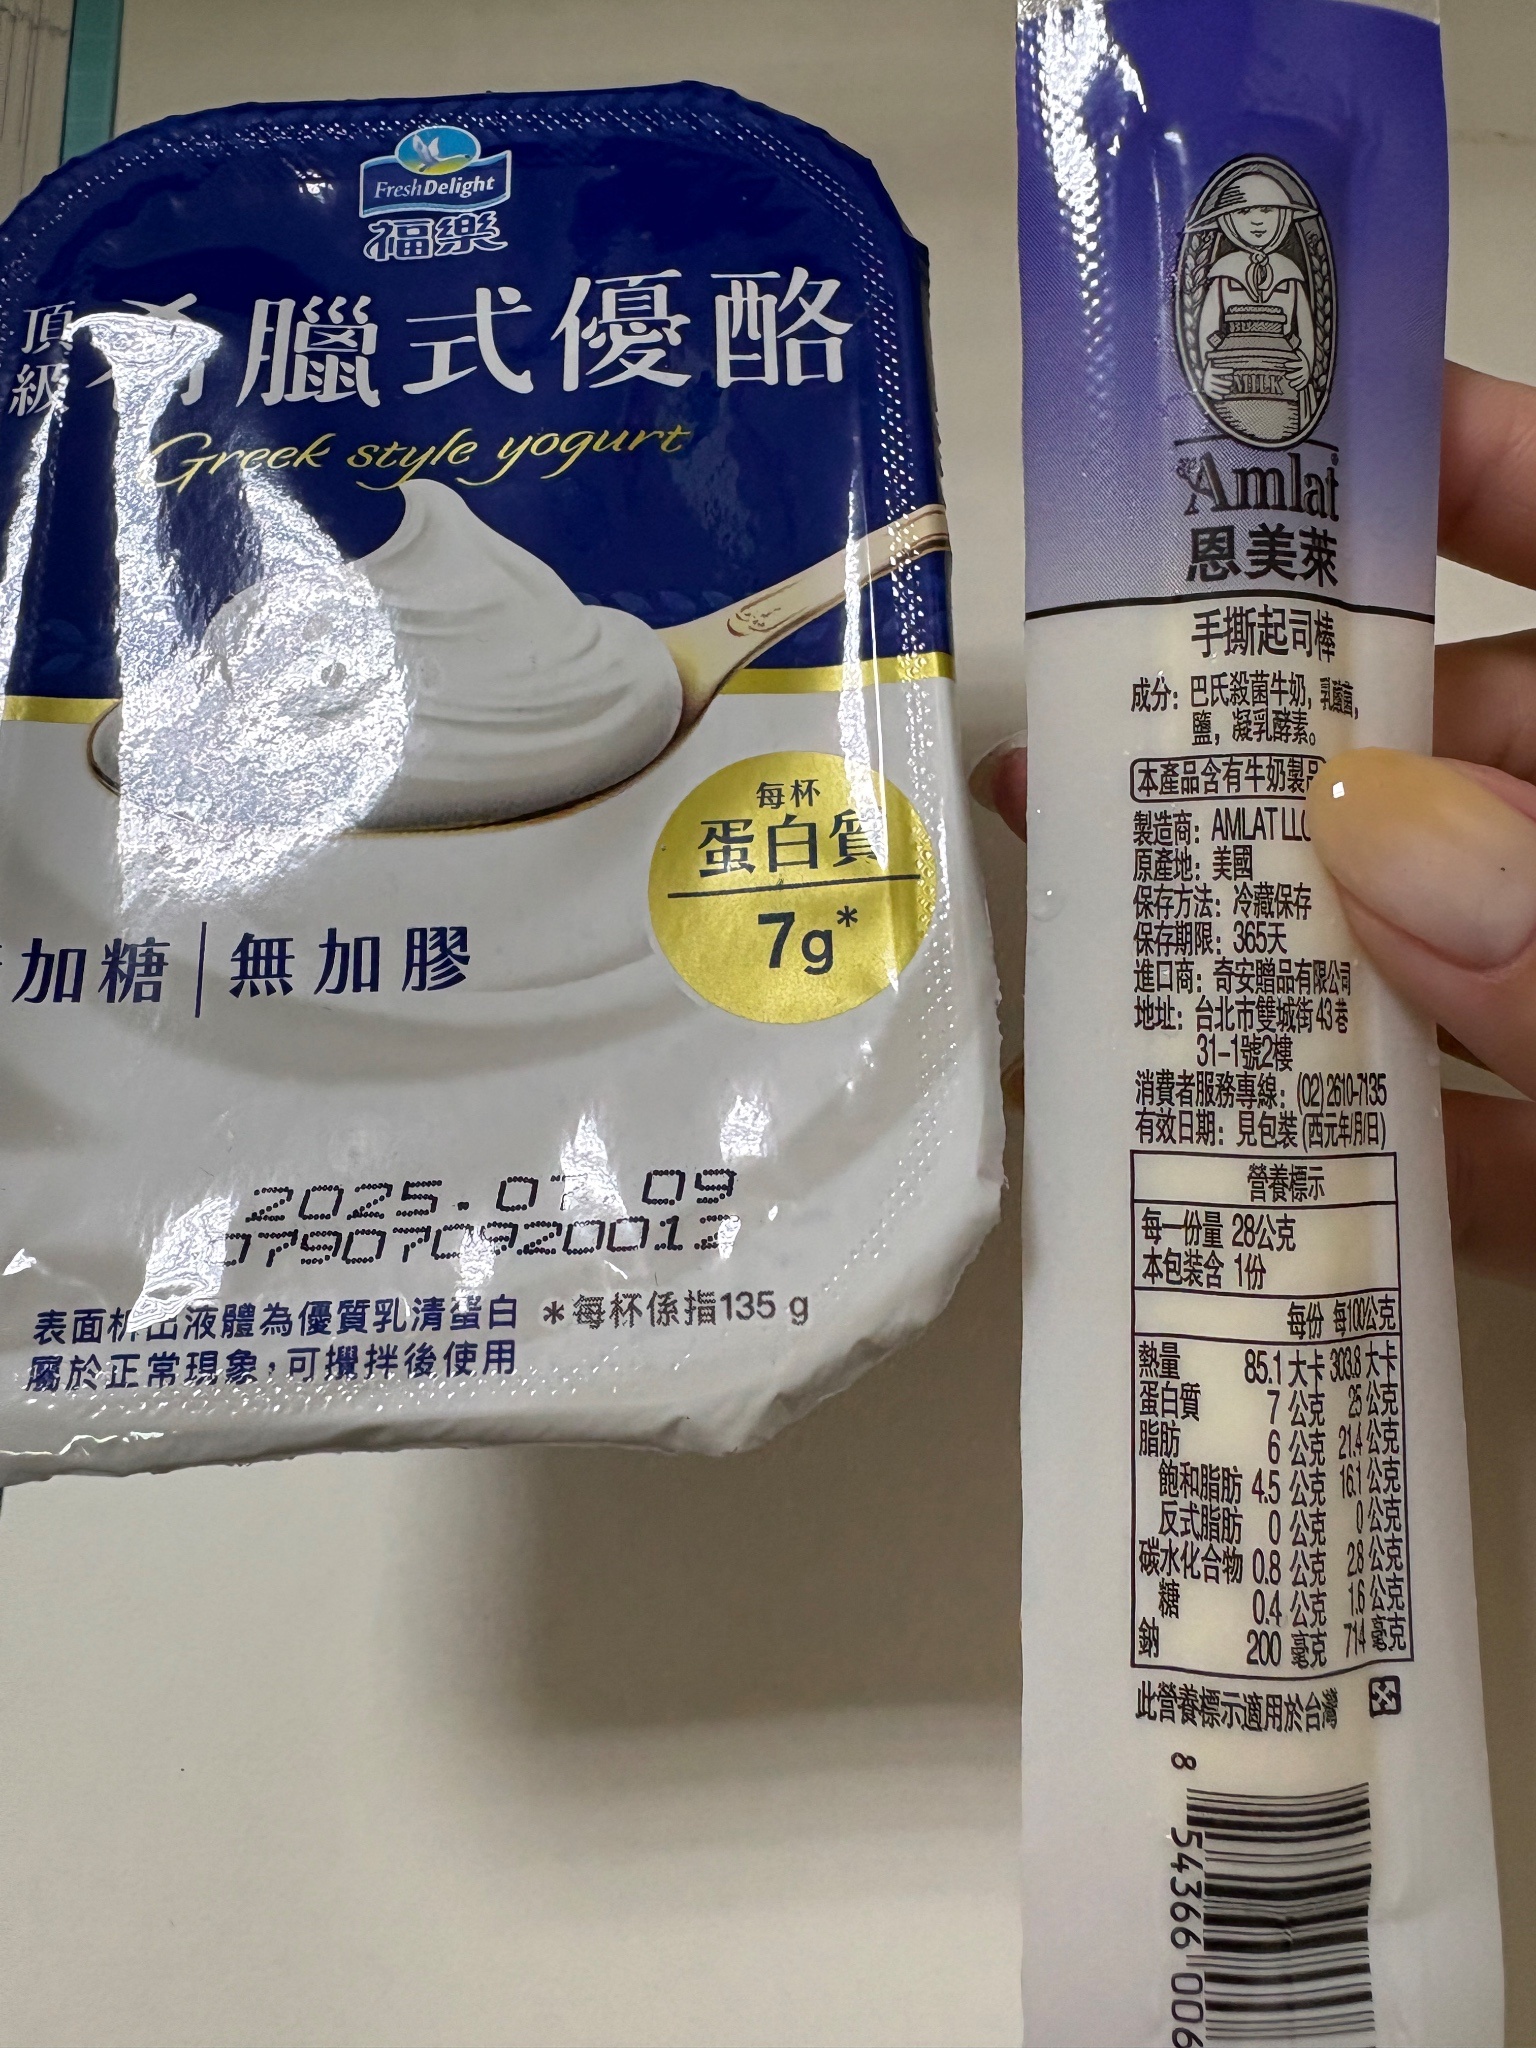 FreshDelight
福樂
頂級
希臘式優酪
Greek style yogurt
每杯
蛋白質
7g*
加糖|無加膠
2025.07.09
表面析出液體為優質乳清蛋白
屬於正常現象,可攪拌後使用
*每杯係指135 g
BUTTER
MILK
Amlat
恩美萊
手撕起司棒
成分: 巴氏殺菌牛奶, 乳酸菌,
鹽, 凝乳酵素。
本產品含有牛奶製品
製造商: AMLAT LLC
原產地: 美國
保存方法: 冷藏保存
保存期限: 365天
進口商: 奇安贈品有限公司
地址: 台北市雙城街43巷
31-1號2樓
消費者服務專線: (02) 2610-7135
有效日期: 見包裝(西元年/月/日)
營養標示
每一份量 28公克
本包裝含 1份
每份 每100公克
熱量 85.1 大卡 303.8 大卡
蛋白質 7 公克 25 公克
脂肪 6 公克 21.4 公克
飽和脂肪 4.5 公克 16.1 公克
反式脂肪 0 公克 0 公克
碳水化合物 0.8 公克 2.8 公克
糖 0.4 公克 1.6 公克
鈉 200 毫克 714 毫克
此營養標示適用於台灣
8 54366 006